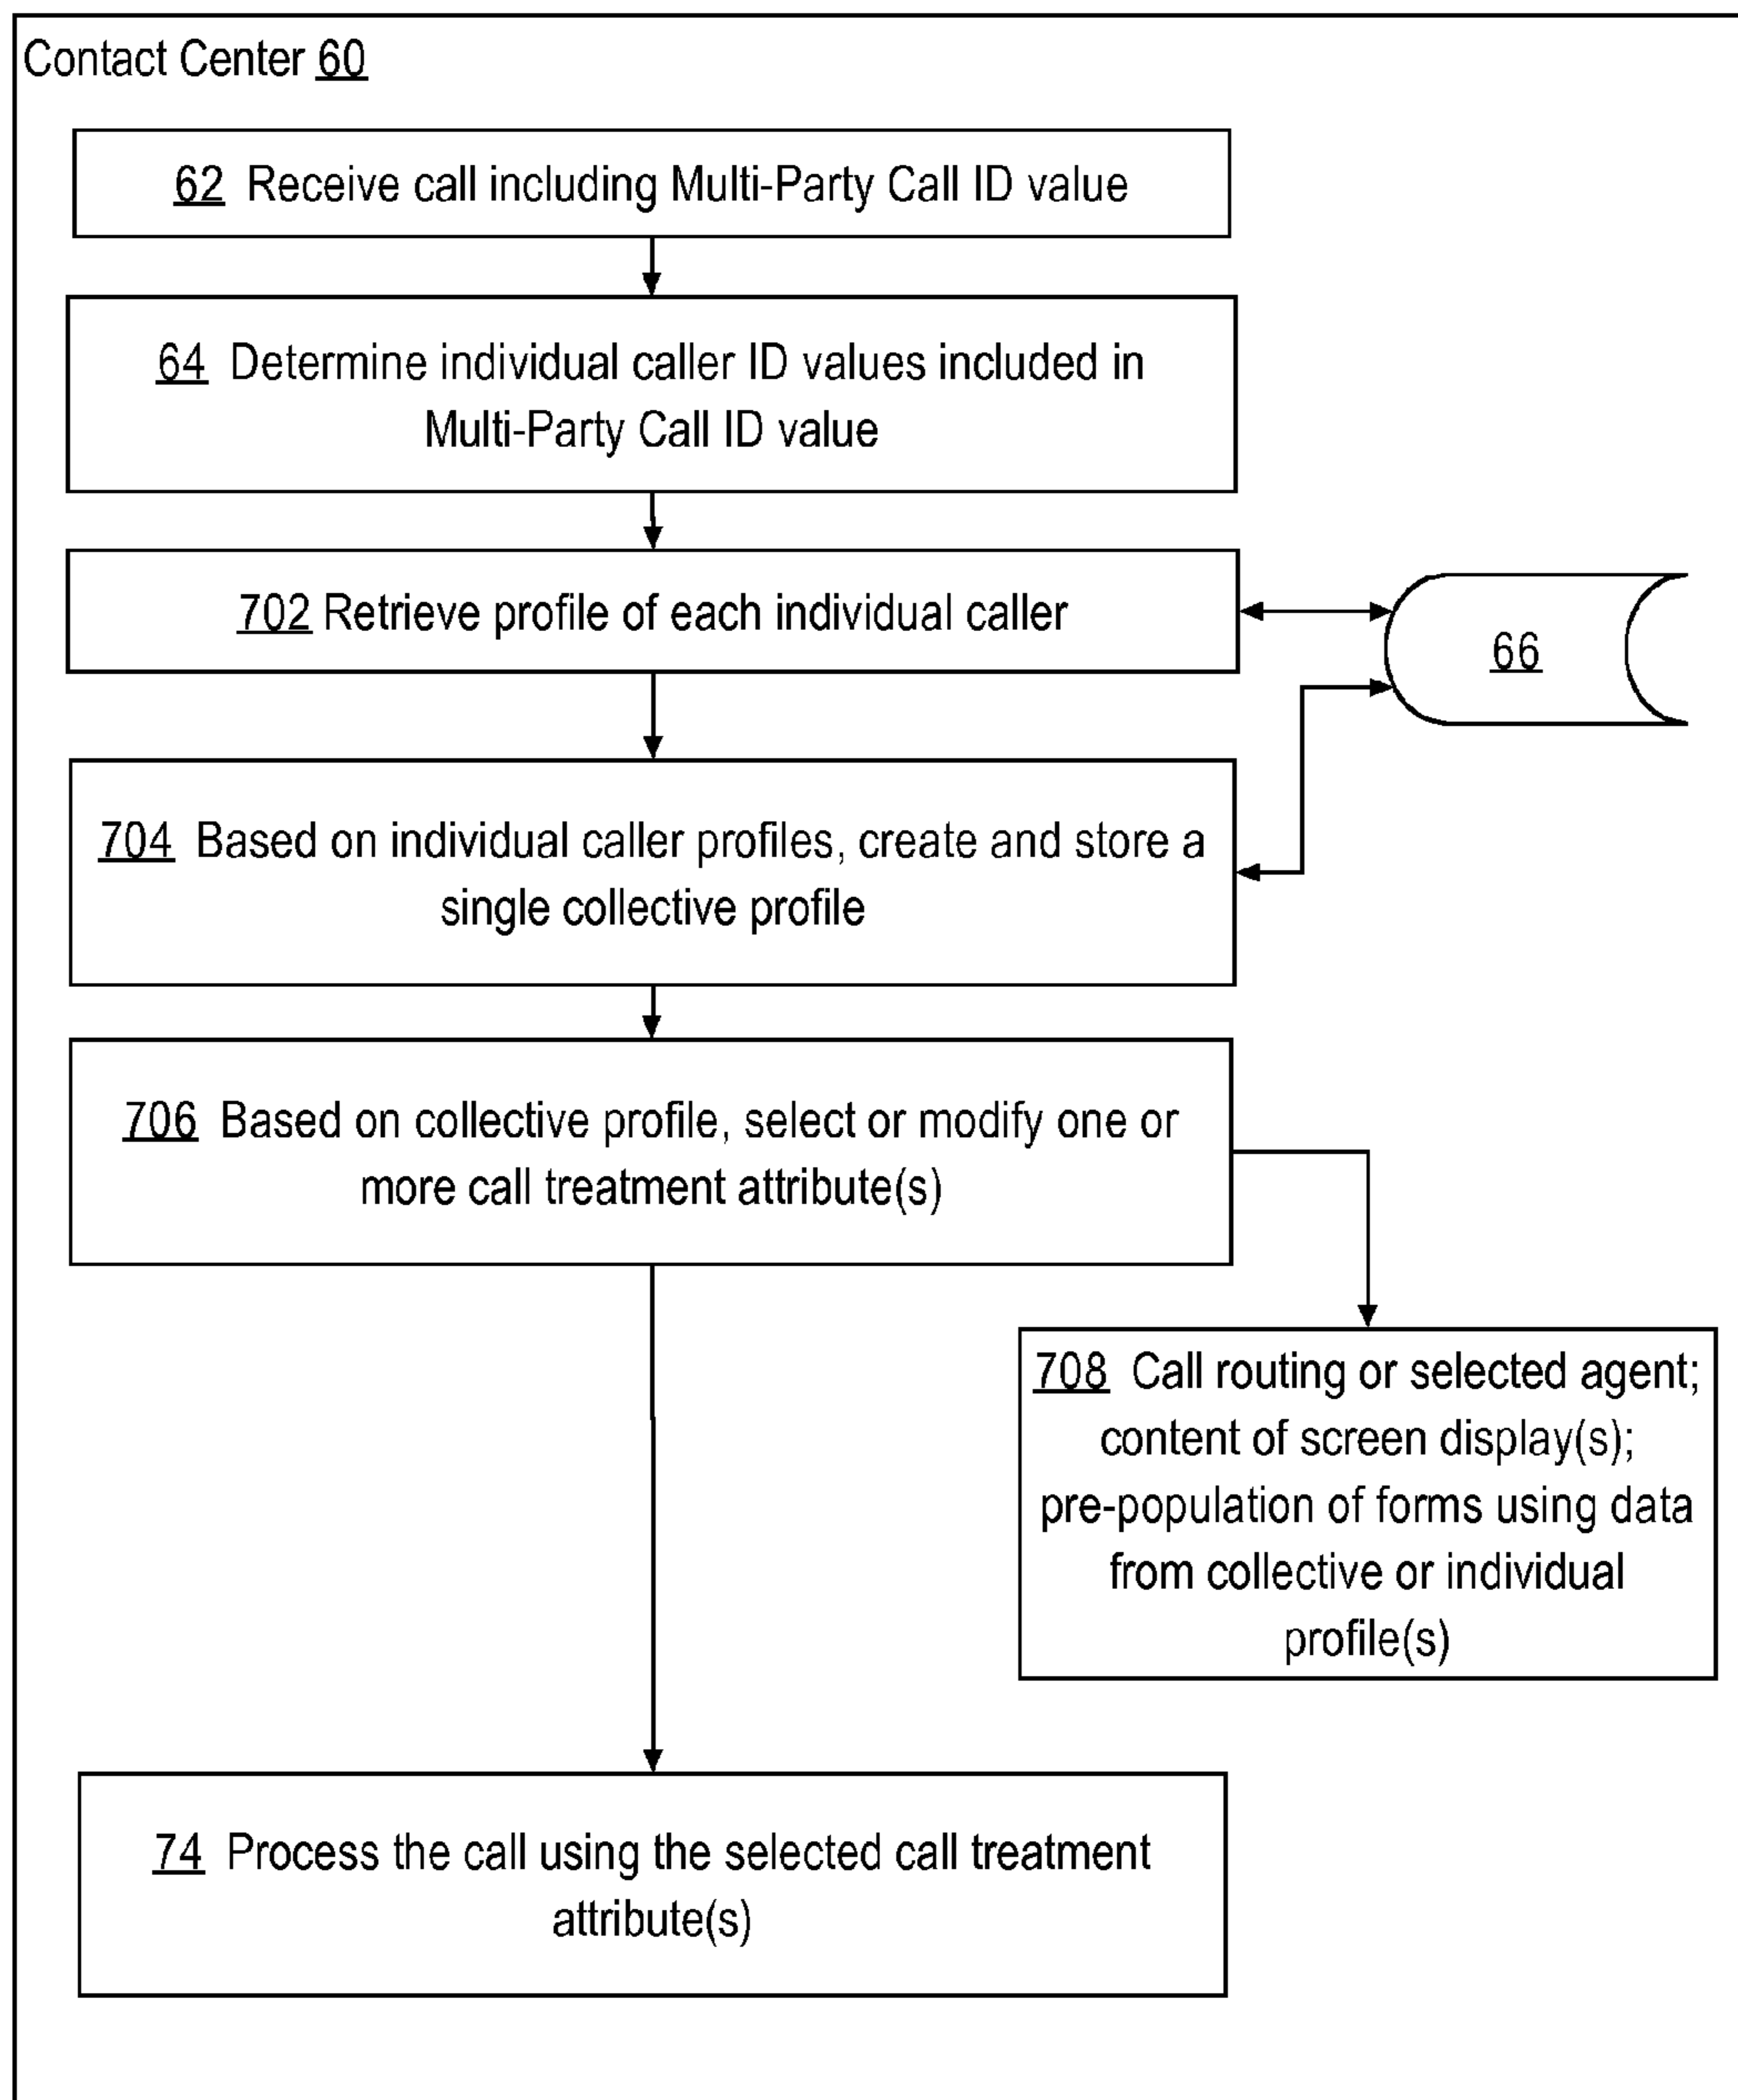 Contact Center 60
62 Receive call including Multi-Party Call ID value
64 Determine individual caller ID values included in
Multi-Party Call ID value
702 Retrieve profile of each individual caller
66
704 Based on individual caller profiles, create and store a
single collective profile
706 Based on collective profile, select or modify one or
more call treatment attribute(s)
708 Call routing or selected agent;
content of screen display(s);
pre-population of forms using data
from collective or individual
profile(s)
74 Process the call using the selected call treatment
attribute(s)